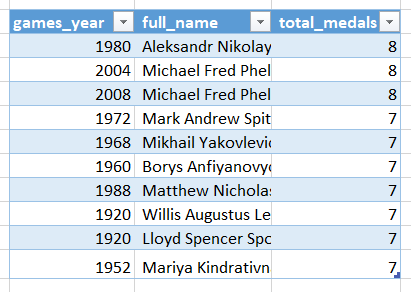 games_year full_name total_medals
1980 Aleksandr Nikolay 8
2004 Michael Fred Phel 8
2008 Michael Fred Phel 8
1972 Mark Andrew Spit 7
1968 Mikhail Yakovlevic 7
1960 Borys Anfiyanovyc 7
1988 Matthew Nicholas 7
1920 Willis Augustus Le 7
1920 Lloyd Spencer Spo 7
1952 Mariya Kindrativn 7